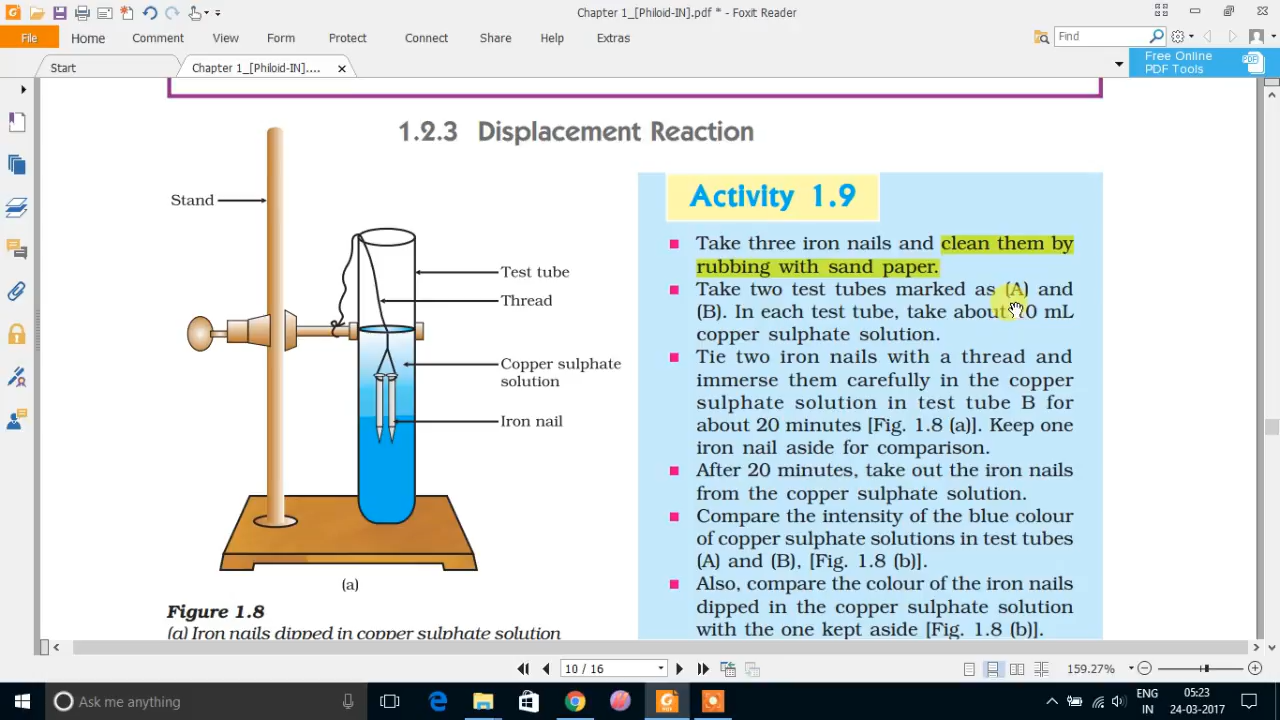 Chapter 1_[Philoid-IN].pdf * - Foxit Reader
File Home Comment View Form Protect Connect Share Help Extras
Find
Start
Chapter 1_[Philoid-IN]....
Free Online
PDF Tools
1.2.3 Displacement Reaction
Stand
Test tube
Thread
Copper sulphate
solution
Iron nail
(a)
Figure 1.8
(a) Iron nails dipped in copper sulphate solution
Activity 1.9
Take three iron nails and clean them by
rubbing with sand paper.
Take two test tubes marked as (A) and
(B). In each test tube, take about 20 mL
copper sulphate solution.
Tie two iron nails with a thread and
immerse them carefully in the copper
sulphate solution in test tube B for
about 20 minutes [Fig. 1.8 (a)]. Keep one
iron nail aside for comparison.
After 20 minutes, take out the iron nails
from the copper sulphate solution.
Compare the intensity of the blue colour
of copper sulphate solutions in test tubes
(A) and (B), [Fig. 1.8 (b)].
Also, compare the colour of the iron nails
dipped in the copper sulphate solution
with the one kept aside [Fig. 1.8 (b)].
10 / 16
159.27%
Ask me anything
ENG
IN
05:23
24-03-2017